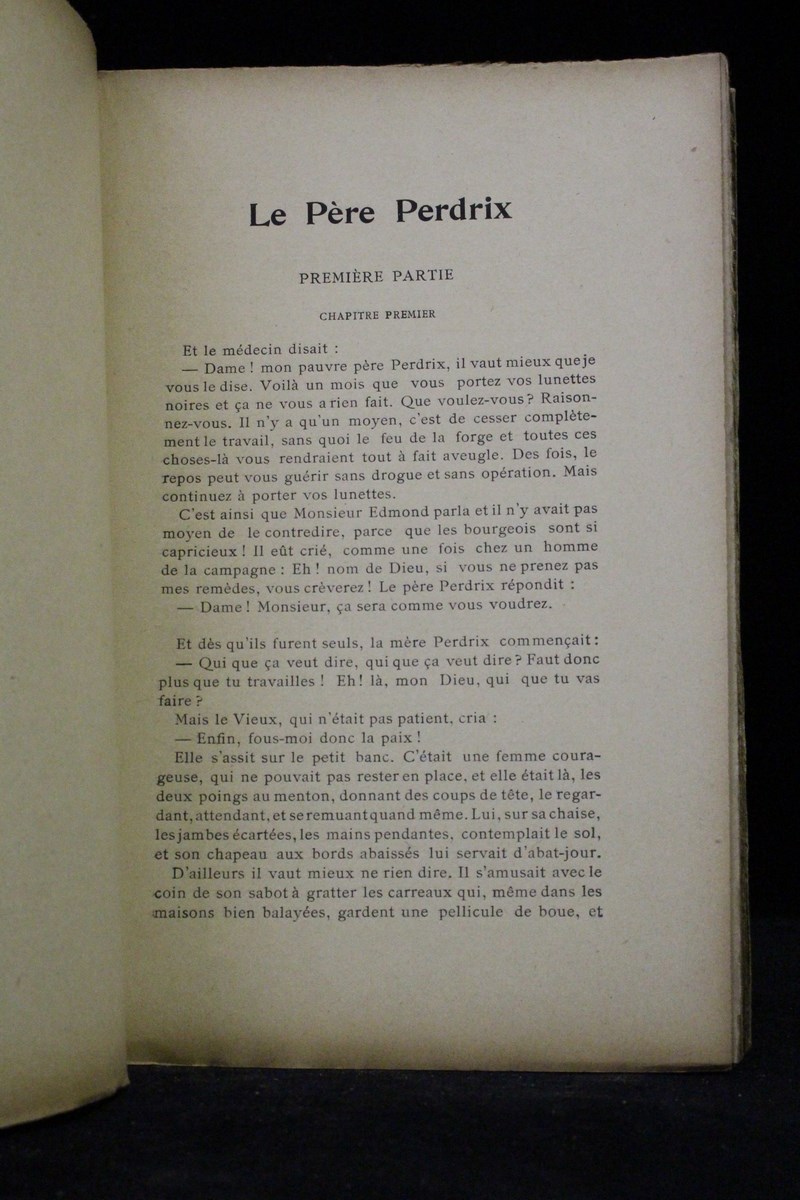 Le Père Perdrix
PREMIÈRE PARTIE
CHAPITRE PREMIER
Et le médecin disait :
— Dame ! mon pauvre père Perdrix, il vaut mieux que je
vous le dise. Voilà un mois que vous portez vos lunettes
noires et ça ne vous a rien fait. Que voulez-vous ? Raison-
nez-vous. Il n'y a qu'un moyen, c'est de cesser complète-
ment le travail, sans quoi le feu de la forge et toutes ces
choses-là vous rendraient tout à fait aveugle. Des fois, le
repos peut vous guérir sans drogue et sans opération. Mais
continuez à porter vos lunettes.
C'est ainsi que Monsieur Edmond parla et il n'y avait pas
moyen de le contredire, parce que les bourgeois sont si
capricieux ! Il eût crié, comme une fois chez un homme
de la campagne : Eh ! nom de Dieu, si vous ne prenez pas
mes remèdes, vous crèverez ! Le père Perdrix répondit :
— Dame ! Monsieur, ça sera comme vous voudrez.
Et dès qu'ils furent seuls, la mère Perdrix commençait :
— Qui que ça veut dire, qui que ça veut dire ? Faut donc
plus que tu travailles ! Eh ! là, mon Dieu, qui que tu vas
faire ?
Mais le Vieux, qui n'était pas patient, cria :
— Enfin, fous-moi donc la paix !
Elle s'assit sur le petit banc. C'était une femme coura-
geuse, qui ne pouvait pas rester en place, et elle était là, les
deux poings au menton, donnant des coups de tête, le regar-
dant, attendant, et se remuant quand même. Lui, sur sa chaise,
les jambes écartées, les mains pendantes, contemplait le sol,
et son chapeau aux bords abaissés lui servait d'abat-jour.
D'ailleurs il vaut mieux ne rien dire. Il s'amusait avec le
coin de son sabot à gratter les carreaux qui, même dans les
maisons bien balayées, gardent une pellicule de boue, et